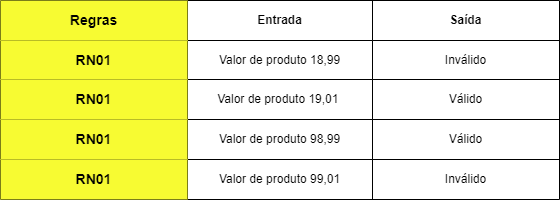 Regras Entrada Saída
RN01 Valor de produto 18,99 Inválido
RN01 Valor de produto 19,01 Válido
RN01 Valor de produto 98,99 Válido
RN01 Valor de produto 99,01 Inválido